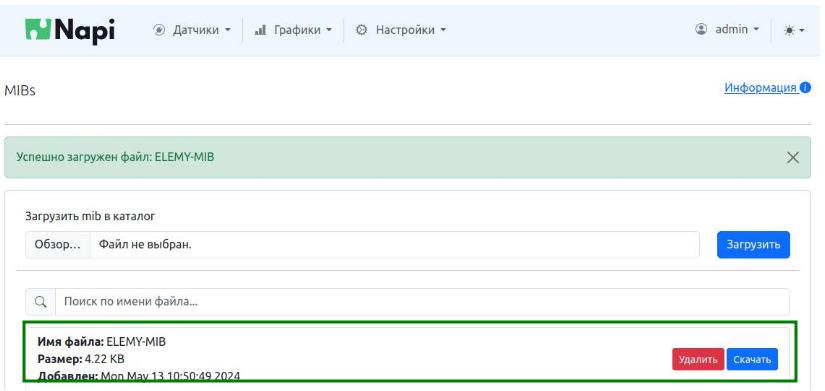 Napi Датчики Графики Настройки admin
MIBs Информация
Успешно загружен файл: ELEMY-MIB
Загрузить mib в каталог
Обзор... Файл не выбран. Загрузить
Поиск по имени файла...
Имя файла: ELEMY-MIB
Размер: 4.22 KB
Удалить Скачать
Добавлен: Mon May 13 10:50:49 2024